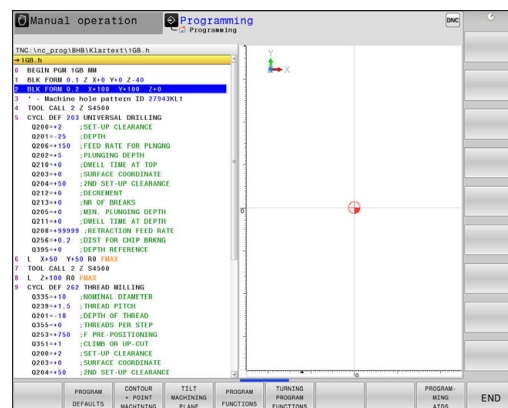 Manual operation
Programming
Programming
DNC
TNC:\nc_prog\BHB\Klartext\1GB.h
→1GB.h
0 BEGIN PGM 1GB MM
1 BLK FORM 0.1 Z X+0 Y+0 Z-40
2 BLK FORM 0.2 X+100 Y+100 Z+0
3 * - Machine hole pattern ID 27943KL1
4 TOOL CALL 2 Z S4500
5 CYCL DEF 203 UNIVERSAL DRILLING
Q200=+2 ;SET-UP CLEARANCE
Q201=-25 ;DEPTH
Q206=+150 ;FEED RATE FOR PLNGNG
Q202=+5 ;PLUNGING DEPTH
Q210=+0 ;DWELL TIME AT TOP
Q203=+0 ;SURFACE COORDINATE
Q204=+50 ;2ND SET-UP CLEARANCE
Q212=+0 ;DECREMENT
Q213=+0 ;NR OF BREAKS
Q205=+0 ;MIN. PLUNGING DEPTH
Q211=+0 ;DWELL TIME AT DEPTH
Q208=+99999 ;RETRACTION FEED RATE
Q256=+0.2 ;DIST FOR CHIP BRKNG
Q395=+0 ;DEPTH REFERENCE
6 L X+50 Y+50 R0 FMAX
7 TOOL CALL 2 Z S4500
8 L Z+100 R0 FMAX
9 CYCL DEF 262 THREAD MILLING
Q335=+10 ;NOMINAL DIAMETER
Q239=+1.5 ;THREAD PITCH
Q201=-18 ;DEPTH OF THREAD
Q355=+0 ;THREADS PER STEP
Q253=+750 ;F PRE-POSITIONING
Q351=+1 ;CLIMB OR UP-CUT
Q200=+2 ;SET-UP CLEARANCE
Q203=+0 ;SURFACE COORDINATE
Q204=+50 ;2ND SET-UP CLEARANCE
Y
X
0
0
PROGRAM DEFAULTS
CONTOUR + POINT MACHINING
TILT MACHINING PLANE
PROGRAM FUNCTIONS
TURNING PROGRAM FUNCTIONS
PROGRAM- MING AIDS
END